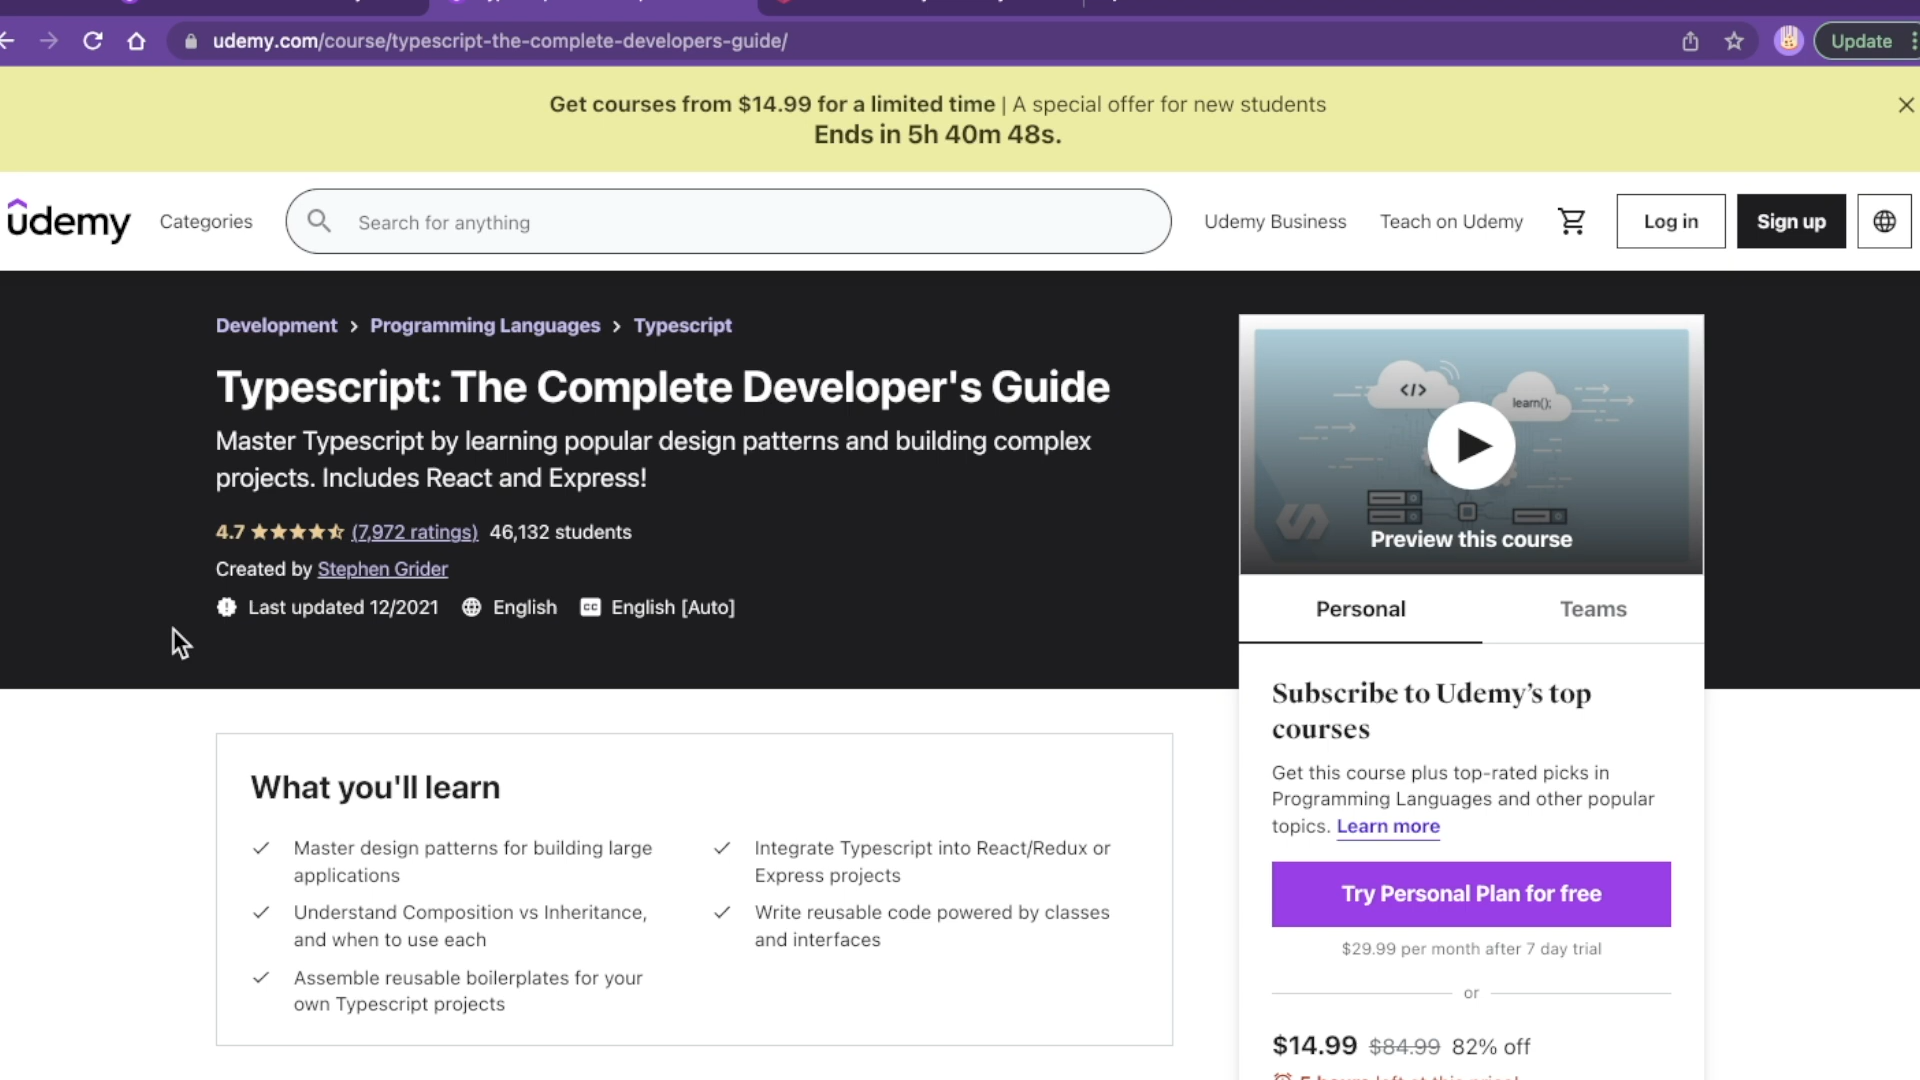 udemy.com/course/typescript-the-complete-developers-guide/
Update
Get courses from $14.99 for a limited time | A special offer for new students
Ends in 5h 40m 48s.
udemy
Categories
Search for anything
Udemy Business
Teach on Udemy
Log in
Sign up
Development > Programming Languages > Typescript
Typescript: The Complete Developer's Guide
Master Typescript by learning popular design patterns and building complex
projects. Includes React and Express!
4.7 (7,972 ratings) 46,132 students
Created by Stephen Grider
Last updated 12/2021 English CC English [Auto]
</>
learn();
Preview this course
Personal
Teams
Subscribe to Udemy’s top
courses
Get this course plus top-rated picks in
Programming Languages and other popular
topics. Learn more
Try Personal Plan for free
$29.99 per month after 7 day trial
or
$14.99 $84.99 82% off
5 hours left at this price!
What you'll learn
Master design patterns for building large
applications
Understand Composition vs Inheritance,
and when to use each
Assemble reusable boilerplates for your
own Typescript projects
Integrate Typescript into React/Redux or
Express projects
Write reusable code powered by classes
and interfaces